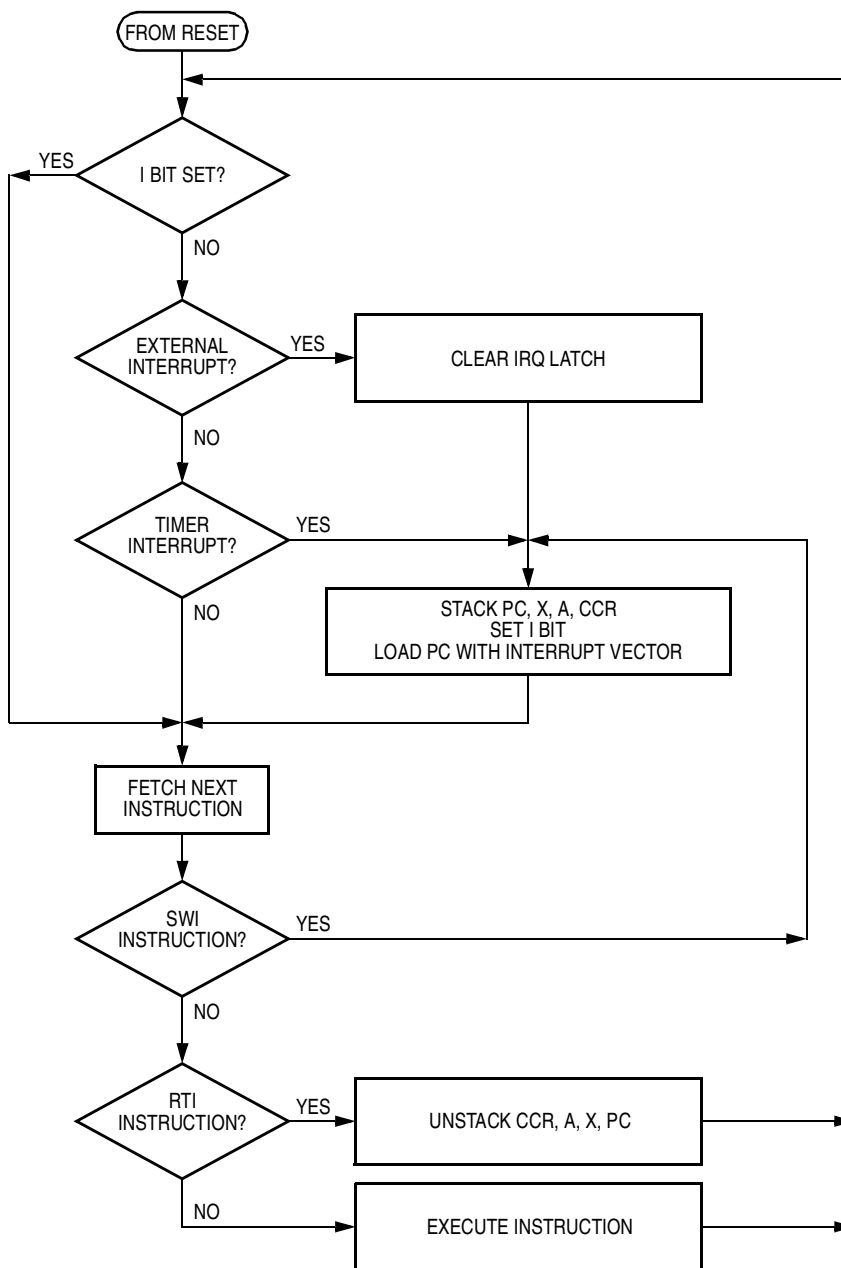 FROM RESET
YES
I BIT SET?
NO
EXTERNAL
INTERRUPT?
YES
CLEAR IRQ LATCH
NO
TIMER
INTERRUPT?
YES
NO
STACK PC, X, A, CCR
SET I BIT
LOAD PC WITH INTERRUPT VECTOR
FETCH NEXT
INSTRUCTION
SWI
INSTRUCTION?
YES
NO
RTI
INSTRUCTION?
YES
UNSTACK CCR, A, X, PC
NO
EXECUTE INSTRUCTION